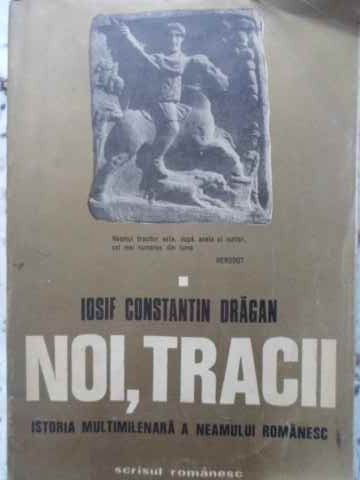 Neamul tracilor este, după acela al indilor,
cel mai numeros din lume
HERODOT
IOSIF CONSTANTIN DRĂGAN
NOI, TRACII
ISTORIA MULTIMILENARĂ A NEAMULUI ROMÂNESC
scrisul românesc